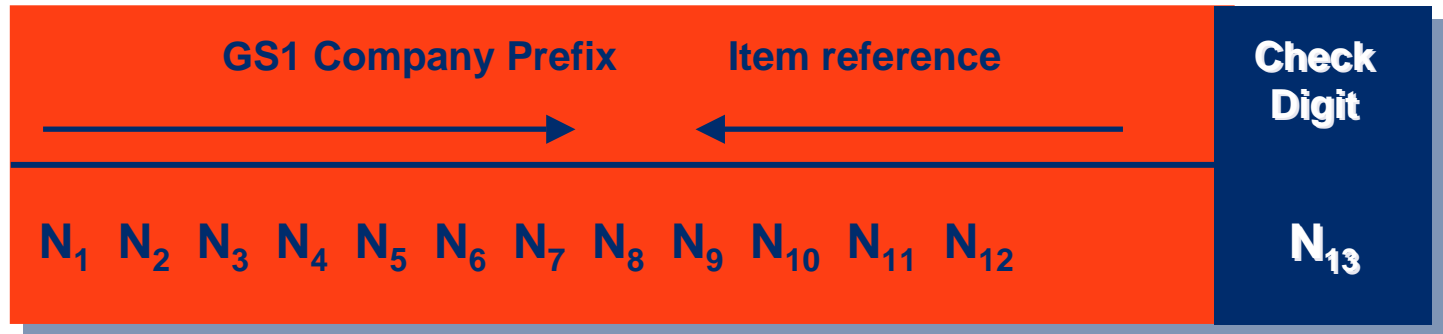 GS1 Company Prefix Item reference Check
Digit
N1 N2 N3 N4 N5 N6 N7 N8 N9 N10 N11 N12 N13